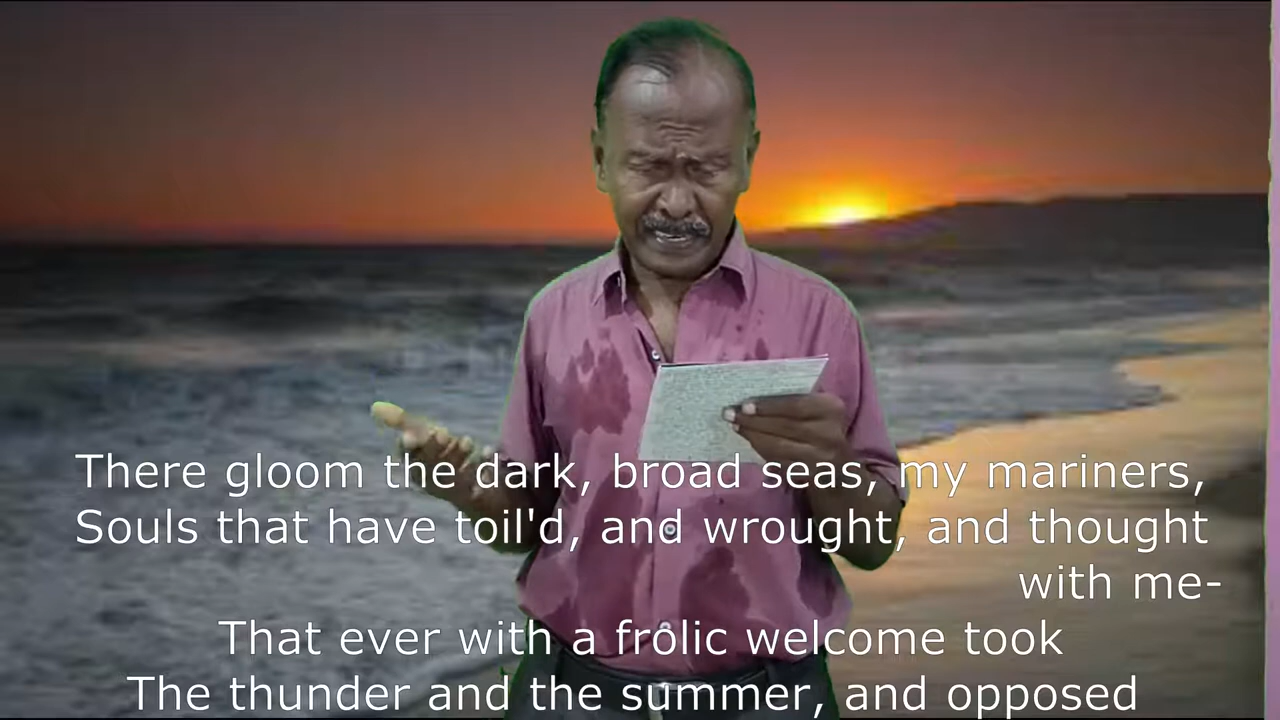 There gloom the dark, broad seas, my mariners,
Souls that have toil'd, and wrought, and thought
with me-
That ever with a frolic welcome took
The thunder and the summer, and opposed